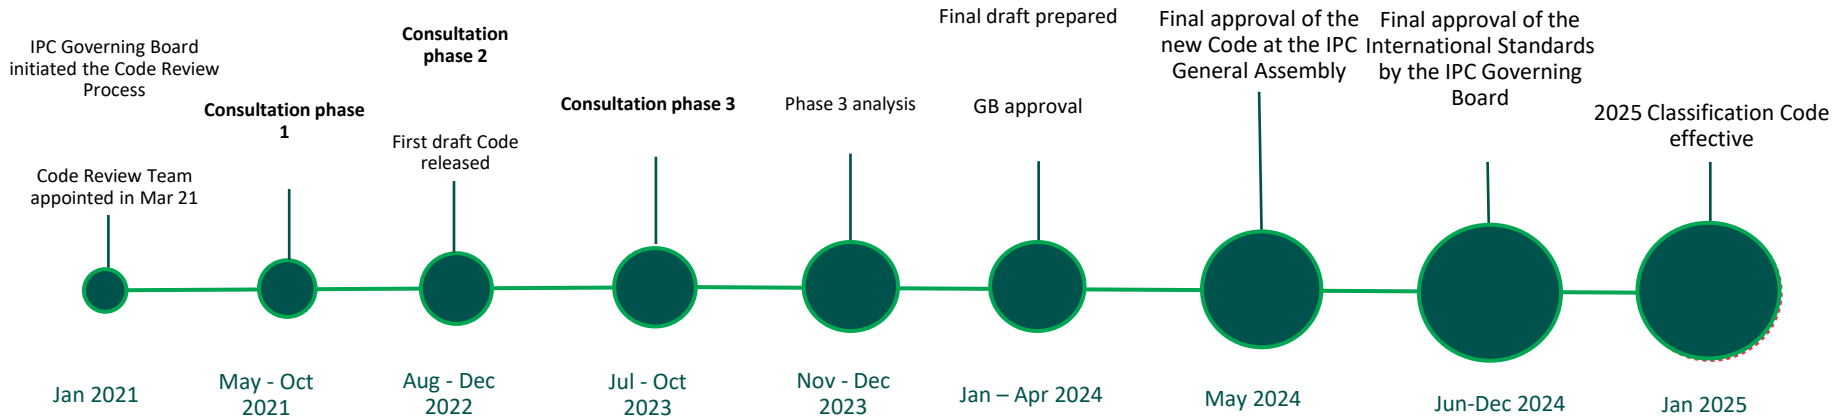 IPC Governing Board
initiated the Code Review
Process
Code Review Team
appointed in Mar 21
Jan 2021
Consultation phase
1
May - Oct
2021
Consultation
phase 2
First draft Code
released
Aug - Dec
2022
Consultation phase 3
Jul - Oct
2023
Phase 3 analysis
Nov - Dec
2023
Final draft prepared
GB approval
Jan – Apr 2024
Final approval of the
new Code at the IPC
General Assembly
May 2024
Final approval of the
International Standards
by the IPC Governing
Board
Jun-Dec 2024
2025 Classification Code
effective
Jan 2025